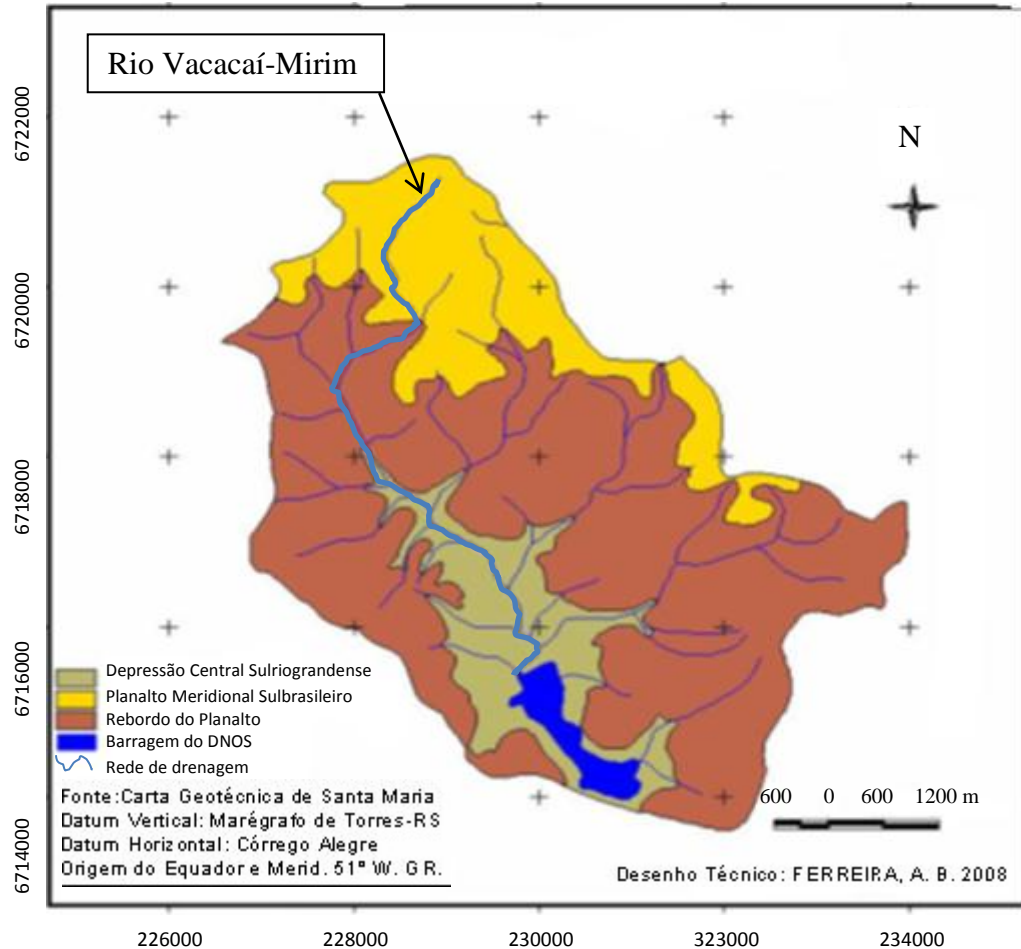 Rio Vacacaí-Mirim
N
6722000
6720000
6718000
6716000
6714000
Depressão Central Sulriograndense
Planalto Meridional Sulbrasileiro
Rebordo do Planalto
Barragem do DNOS
Rede de drenagem
Fonte:Carta Geotécnica de Santa Maria
Datum Vertical: Marégrafo de Torres-RS
Datum Horizontal: Córrego Alegre
Origem do Equador e Merid. 51º W. GR.
600 0 600 1200 m
Desenho Técnico: FERREIRA, A. B. 2008
226000 228000 230000 323000 234000